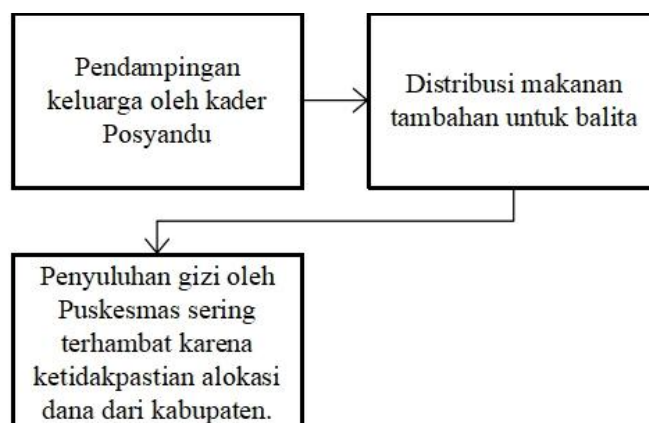 Pendampingan
keluarga oleh kader
Posyandu
Distribusi makanan
tambahan untuk balita
Penyuluhan gizi oleh
Puskesmas sering
terhambat karena
ketidakpastian alokasi
dana dari kabupaten.